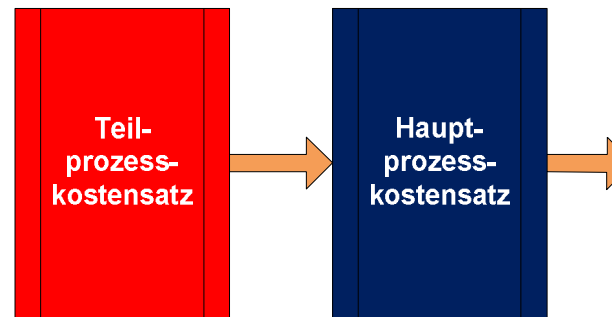 Teil-
prozess-
kostensatz
Haupt-
prozess-
kostensatz